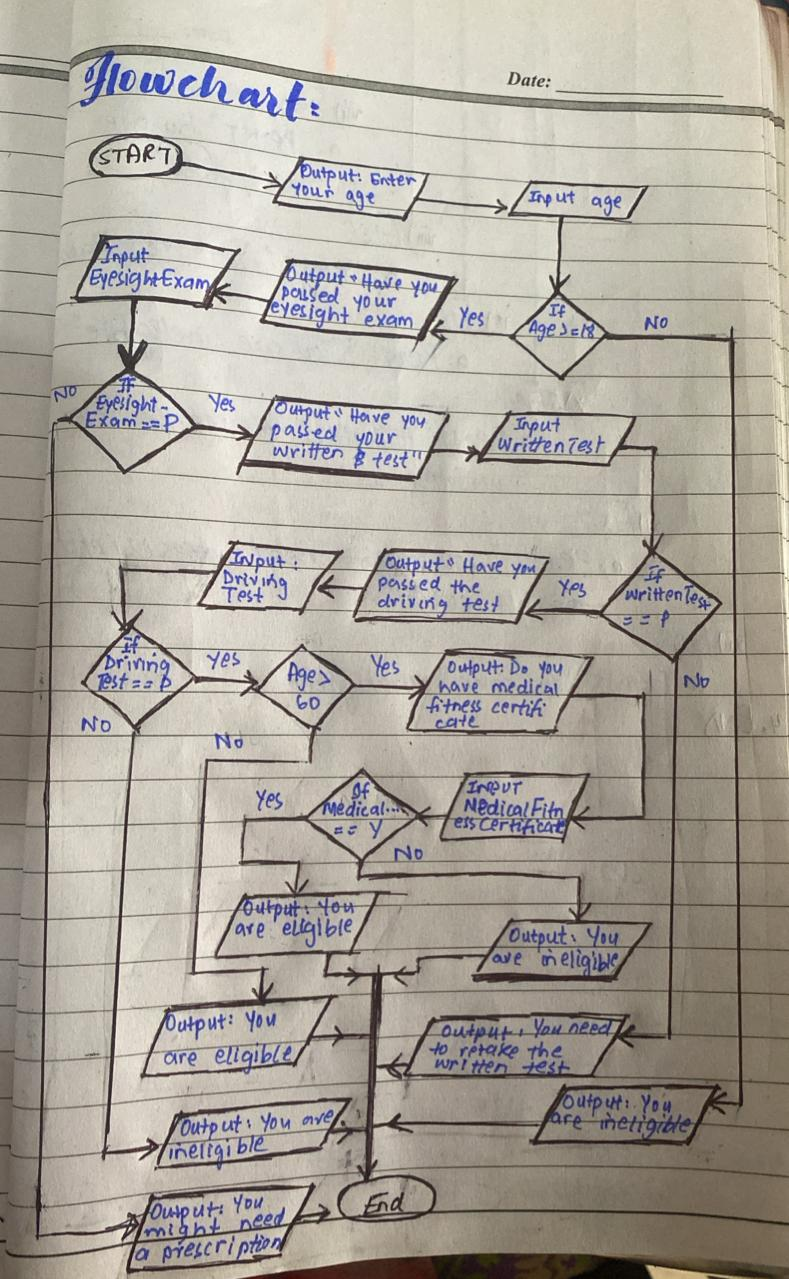 Date:
Flowchart:
START
Output: Enter
your age
Input age
If
Age>=18
Yes
NO
Output "Have you
passed your
eyesight exam
Input
EyesightExam
If
Eyesight-
Exam==P
NO
Yes
Output "Have you
passed your
written & test"
Input
WrittenTest
If
WrittenTest
== P
Yes
NO
Output "Have you
passed the
driving test
Input:
Driving
Test
If
Driving
Test==P
Yes
NO
Age>
60
Yes
No
Output: Do you
have medical
fitness certifi
cate
INPUT
MedicalFitn
essCertificate
If
Medical....
== Y
Yes
No
Output: You
are eligible
Output: You
are ineligible
Output: You
are eligible
Output: You need
to retake the
written test
Output: You are
ineligible
Output: You
are ineligible
Output: You
might need
a prescription
End